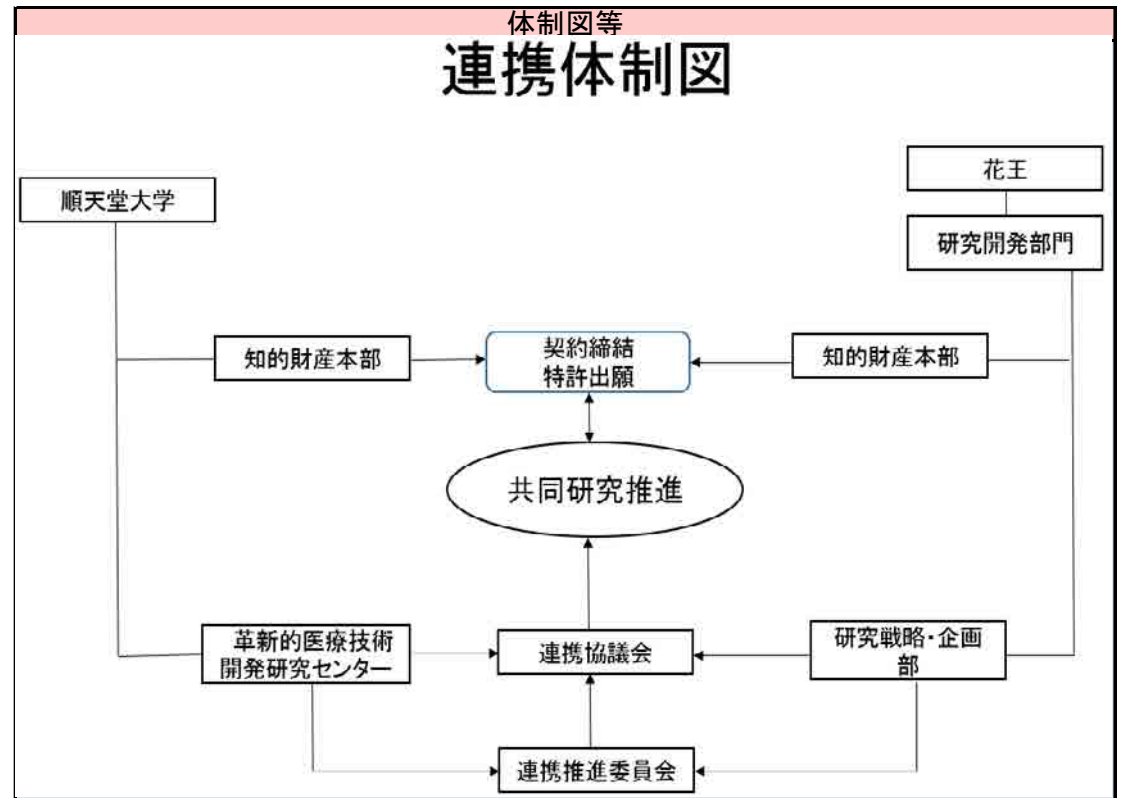 体制図等
連携体制図
花王
順天堂大学
研究開発部門
知的財産本部
契約締結
特許出願
知的財産本部
共同研究推進
革新的医療技術
開発研究センター
連携協議会
研究戦略・企画
部
連携推進委員会